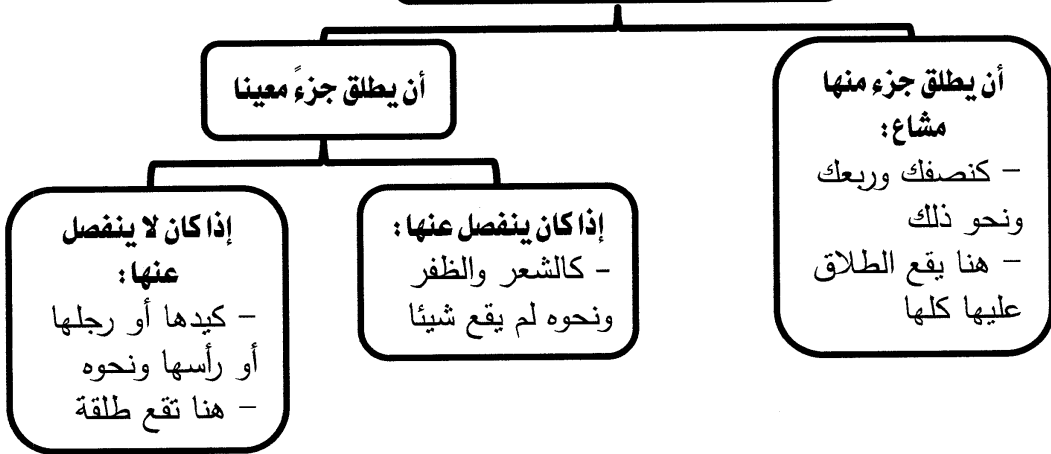 أن يطلق جزء منها
مشاع:
– كنصفك وربعك
ونحو ذلك
– هنا يقع الطلاق
عليها كلها
أن يطلق جزءً معينا
إذا كان ينفصل عنها:
– كالشعر والظفر
ونحوه لم يقع شيئا
إذا كان لا ينفصل
عنها:
– كيدها أو رجلها
أو رأسها ونحوه
– هنا تقع طلقة